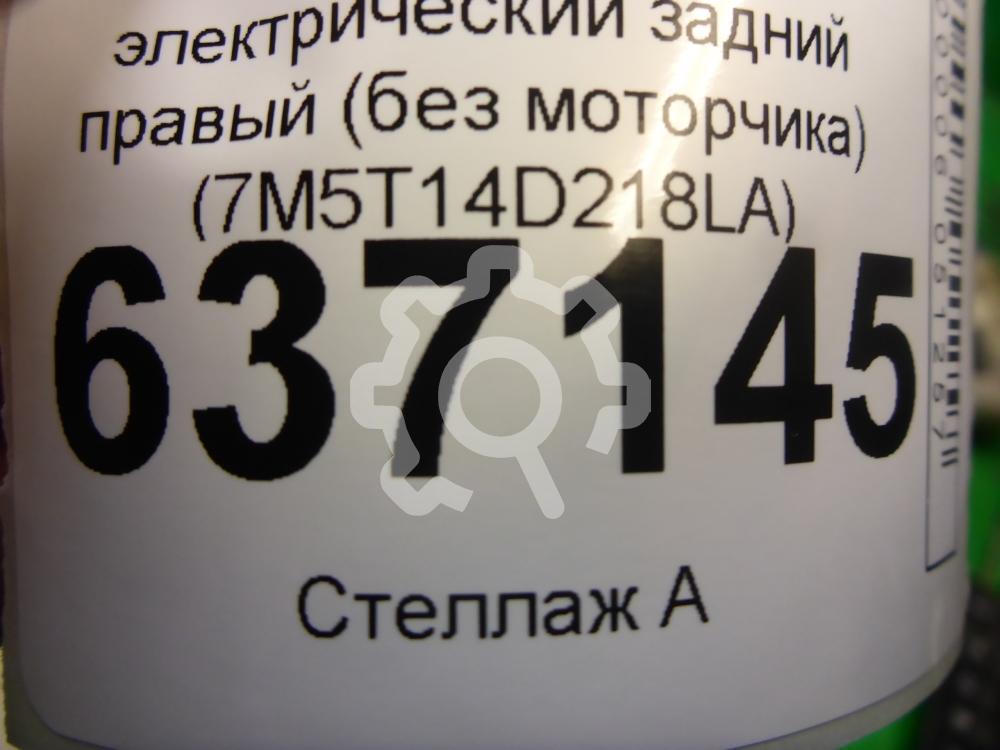 электрический задний
правый (без моторчика)
(7M5T14D218LA)
637145
Стеллаж А